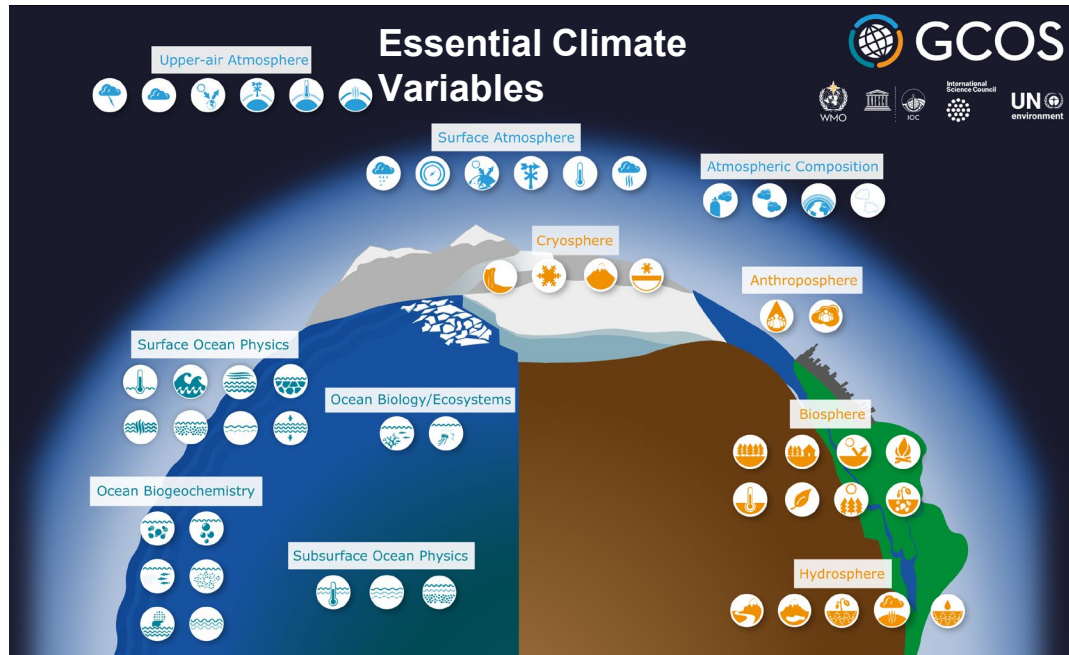 Essential Climate
Variables
GCOS
WMO
IOC
International
Science Council
UN
environment
Upper-air Atmosphere
Surface Atmosphere
Atmospheric Composition
Cryosphere
Anthroposphere
Surface Ocean Physics
Ocean Biology/Ecosystems
Biosphere
Ocean Biogeochemistry
Subsurface Ocean Physics
Hydrosphere